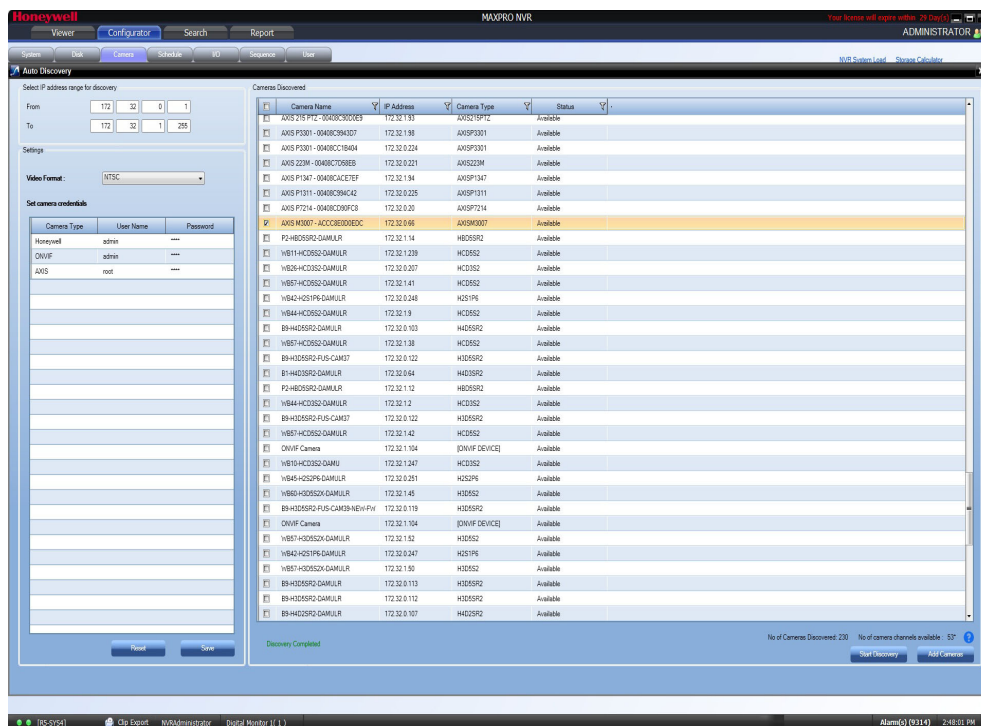 Honeywell MAXPRO NVR Your license will expire within 29 Day(s)
Viewer Configurator Search Report ADMINISTRATOR
System Disk Camera Schedule I/O Sequence User NVR System Load Storage Calculator
Auto Discovery
Select IP address range for discovery
From 172 32 0 1
To 172 32 1 255
Settings
Video Format : NTSC
Set camera credentials
Camera Type User Name Password
Honeywell admin ****
ONVIF admin ****
AXIS root ****
Reset Save
Cameras Discovered
Camera Name IP Address Camera Type Status
AXIS 215 PTZ - 00408C90D0E9 172.32.1.93 AXIS215PTZ Available
AXIS P3301 - 00408C9943D7 172.32.1.98 AXISP3301 Available
AXIS P3301 - 00408CC1B404 172.32.0.224 AXISP3301 Available
AXIS 223M - 00408C7D58EB 172.32.0.221 AXIS223M Available
AXIS P1347 - 00408CACE7EF 172.32.1.94 AXISP1347 Available
AXIS P1311 - 00408C994C42 172.32.0.225 AXISP1311 Available
AXIS P7214 - 00408CD90FC8 172.32.0.20 AXISP7214 Available
AXIS M3007 - ACCC8E0D0EDC 172.32.0.66 AXISM3007 Available
P2-HBD5SR2-DAMULR 172.32.1.14 HBD5SR2 Available
WB11-HCD5S2-DAMULR 172.32.1.239 HCD5S2 Available
WB26-HCD3S2-DAMULR 172.32.0.207 HCD3S2 Available
WB57-HCD5S2-DAMULR 172.32.1.41 HCD5S2 Available
WB42-H2S1P6-DAMULR 172.32.0.248 H2S1P6 Available
WB44-HCD5S2-DAMULR 172.32.1.9 HCD5S2 Available
B9-H4D5SR2-DAMULR 172.32.0.103 H4D5SR2 Available
WB57-HCD5S2-DAMULR 172.32.1.38 HCD5S2 Available
B9-H3D5SR2-FUS-CAM37 172.32.0.122 H3D5SR2 Available
B1-H4D3SR2-DAMULR 172.32.0.64 H4D3SR2 Available
P2-HBD5SR2-DAMULR 172.32.1.12 HBD5SR2 Available
WB44-HCD3S2-DAMULR 172.32.1.2 HCD3S2 Available
B9-H3D5SR2-FUS-CAM37 172.32.0.122 H3D5SR2 Available
WB57-HCD5S2-DAMULR 172.32.1.42 HCD5S2 Available
ONVIF Camera 172.32.1.104 [ONVIF DEVICE] Available
WB10-HCD3S2-DAMU 172.32.1.247 HCD3S2 Available
WB45-H2S2P6-DAMULR 172.32.0.251 H2S2P6 Available
WB60-H3D5S2X-DAMULR 172.32.1.45 H3D5S2 Available
B9-H3D5SR2-FUS-CAM39-NEW-FW 172.32.0.119 H3D5SR2 Available
ONVIF Camera 172.32.1.104 [ONVIF DEVICE] Available
WB57-H3D5S2X-DAMULR 172.32.1.52 H3D5S2 Available
WB42-H2S1P6-DAMULR 172.32.0.247 H2S1P6 Available
WB57-H3D5S2X-DAMULR 172.32.1.50 H3D5S2 Available
B9-H3D5SR2-DAMULR 172.32.0.113 H3D5SR2 Available
B9-H3D5SR2-DAMULR 172.32.0.112 H3D5SR2 Available
B9-H4D2SR2-DAMULR 172.32.0.107 H4D2SR2 Available
Discovery Completed No of Cameras Discovered: 230 No of camera channels available : 53*
Start Discovery Add Cameras
[RS-SYS4] Clip Export NVRAdministrator Digital Monitor 1( 1 ) Alarm(s) (9314) 2:48:01 PM